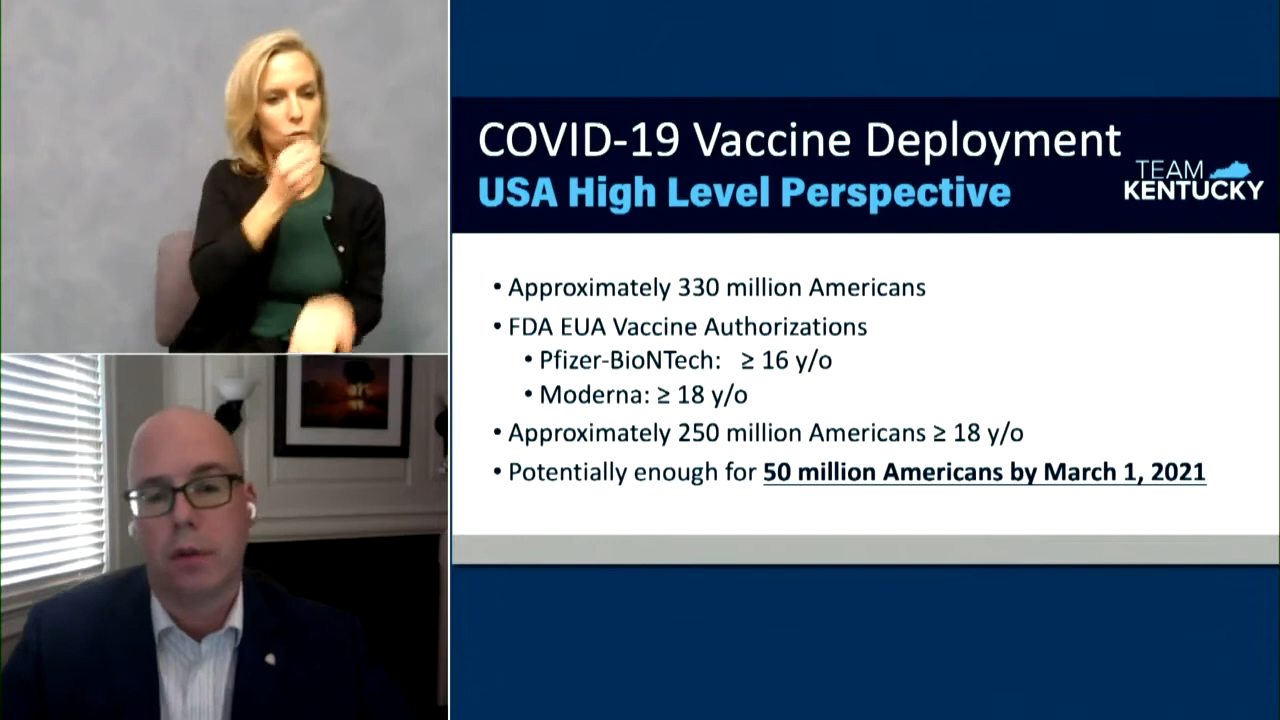 COVID-19 Vaccine Deployment
USA High Level Perspective
TEAM
KENTUCKY
• Approximately 330 million Americans
• FDA EUA Vaccine Authorizations
• Pfizer-BioNTech: ≥ 16 y/o
• Moderna: ≥ 18 y/o
• Approximately 250 million Americans ≥ 18 y/o
• Potentially enough for 50 million Americans by March 1, 2021